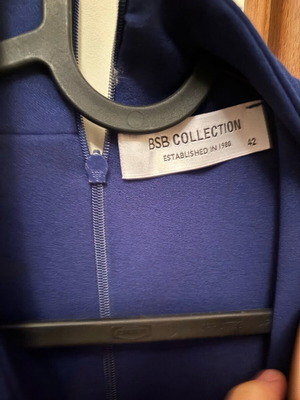 BSB COLLECTION
ESTABLISHED IN 1980 42